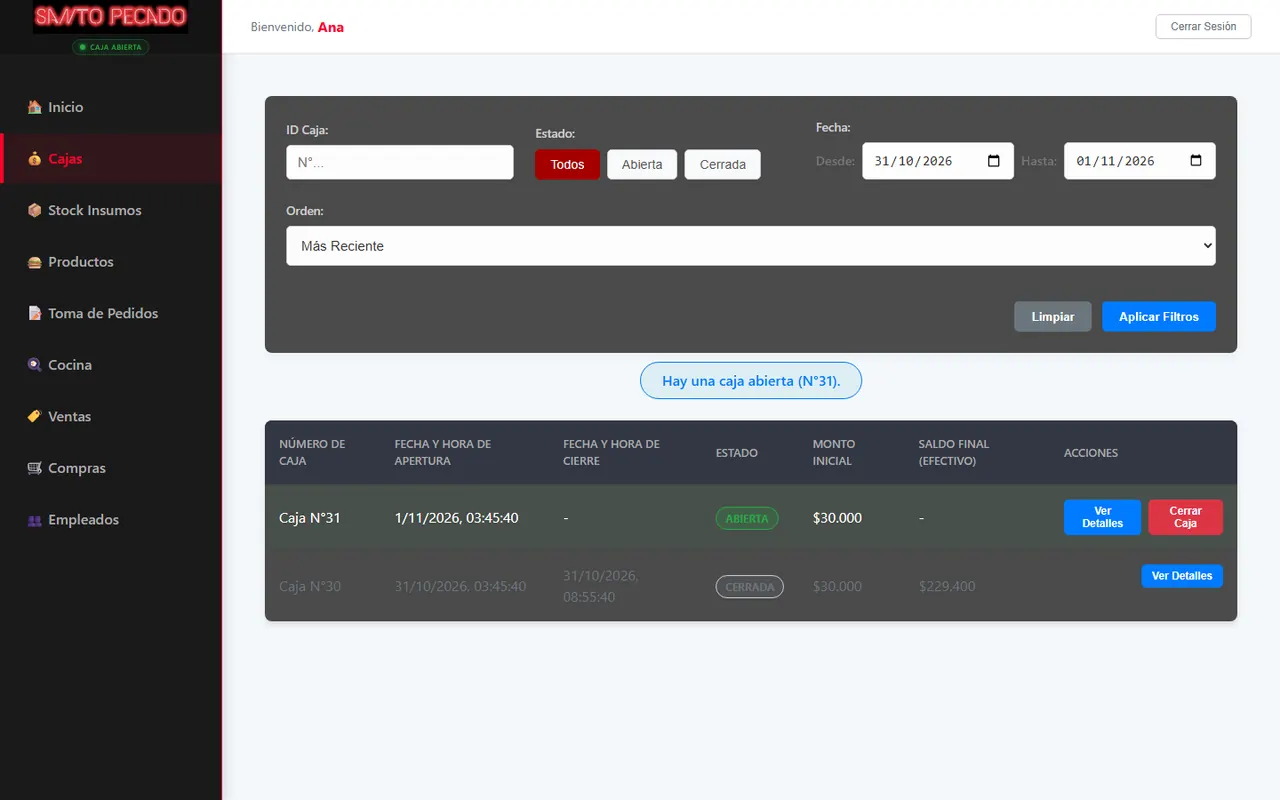 SANTO PECADO
CAJA ABIERTA
Inicio
Cajas
Stock Insumos
Productos
Toma de Pedidos
Cocina
Ventas
Compras
Empleados
Bienvenido, Ana
Cerrar Sesión
ID Caja:
N°...
Estado:
Todos
Abierta
Cerrada
Fecha:
Desde:
31/10/2026
Hasta:
01/11/2026
Orden:
Más Reciente
Limpiar
Aplicar Filtros
Hay una caja abierta (N°31).
NÚMERO DE CAJA
FECHA Y HORA DE APERTURA
FECHA Y HORA DE CIERRE
ESTADO
MONTO INICIAL
SALDO FINAL (EFECTIVO)
ACCIONES
Caja N°31
1/11/2026, 03:45:40
-
ABIERTA
$30.000
-
Ver Detalles
Cerrar Caja
Caja N°30
31/10/2026, 03:45:40
31/10/2026, 08:55:40
CERRADA
$30.000
$229.400
Ver Detalles